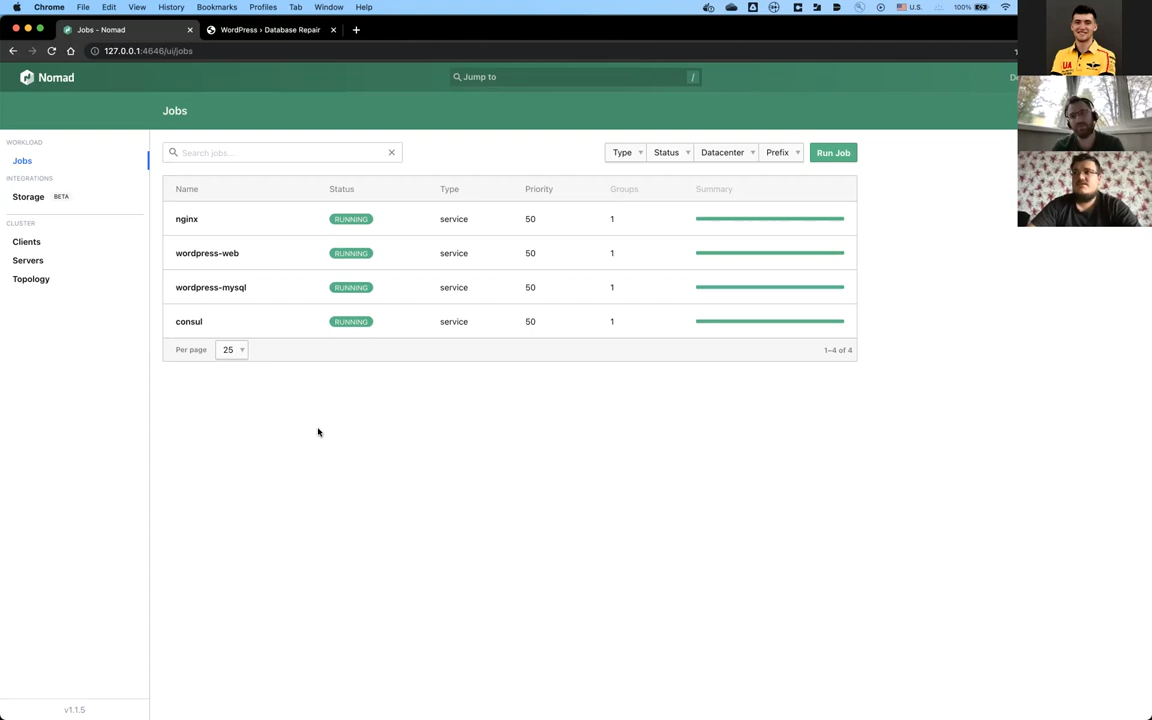 Chrome File Edit View History Bookmarks Profiles Tab Window Help U.S. 100%
Jobs - Nomad WordPress › Database Repair
127.0.0.1:4646/ui/jobs
Nomad Jump to /
Jobs
WORKLOAD
Jobs
INTEGRATIONS
Storage BETA
CLUSTER
Clients
Servers
Topology
Search jobs... Type Status Datacenter Prefix Run Job
Name Status Type Priority Groups Summary
nginx RUNNING service 50 1
wordpress-web RUNNING service 50 1
wordpress-mysql RUNNING service 50 1
consul RUNNING service 50 1
Per page 25 1–4 of 4
v1.1.5
UA